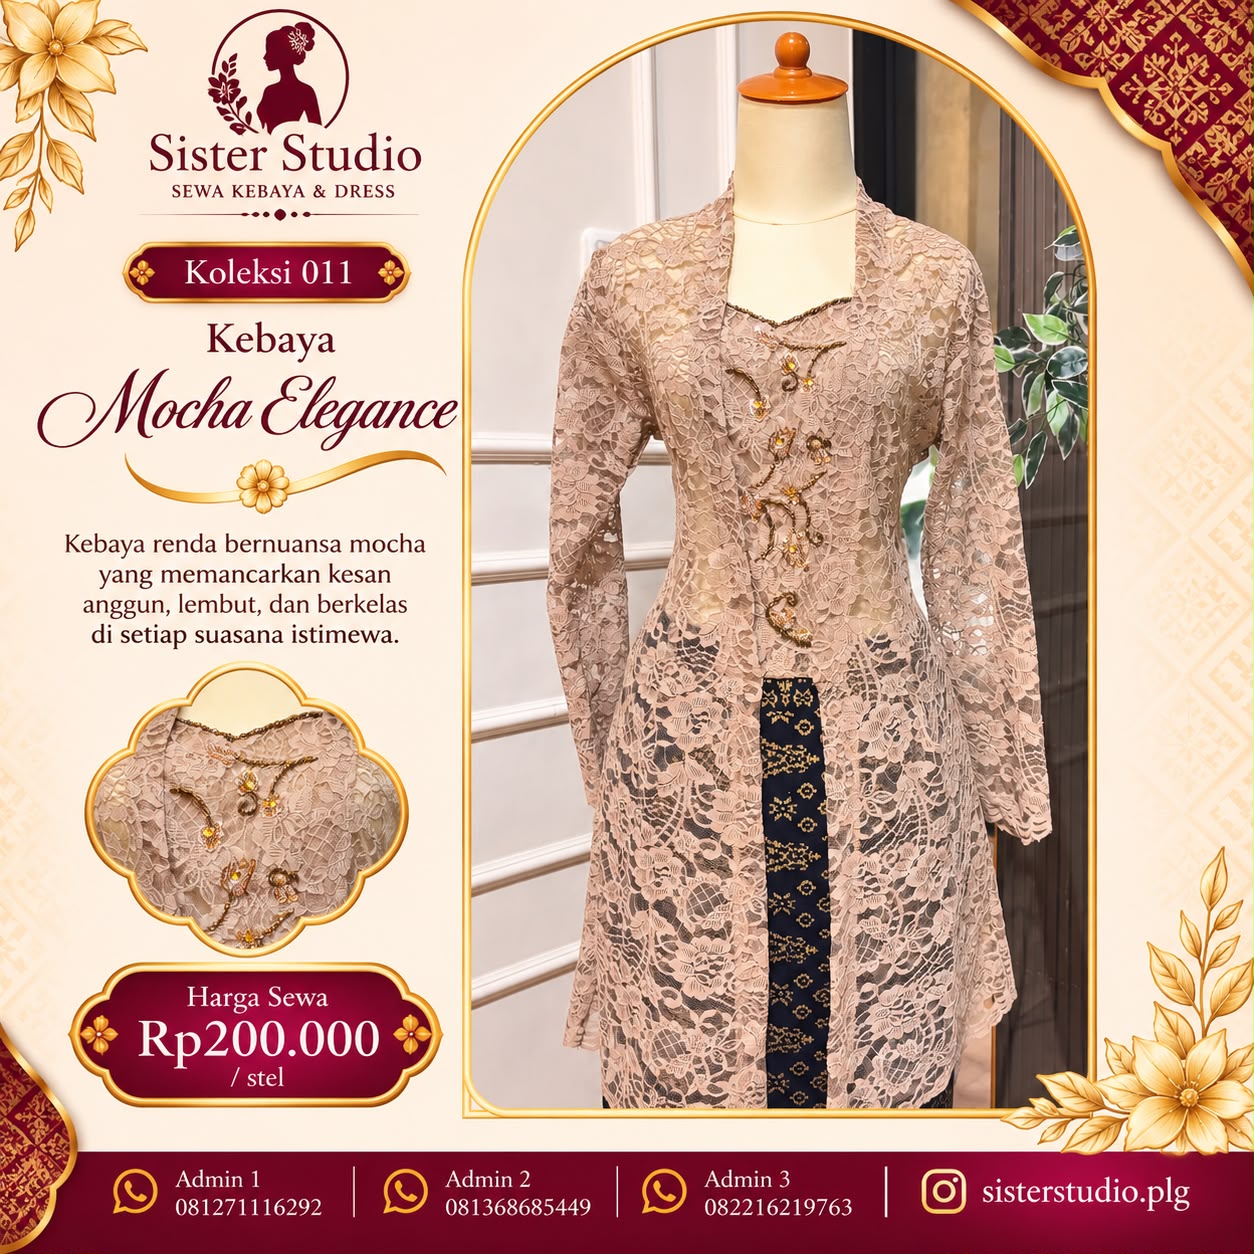 Sister Studio
SEWA KEBAYA & DRESS
Koleksi 011
Kebaya
Mocha Elegance
Kebaya renda bernuansa mocha
yang memancarkan kesan
anggun, lembut, dan berkelas
di setiap suasana istimewa.
Harga Sewa
Rp200.000
/ stel
Admin 1
081271116292
Admin 2
081368685449
Admin 3
082216219763
sisterstudio.plg